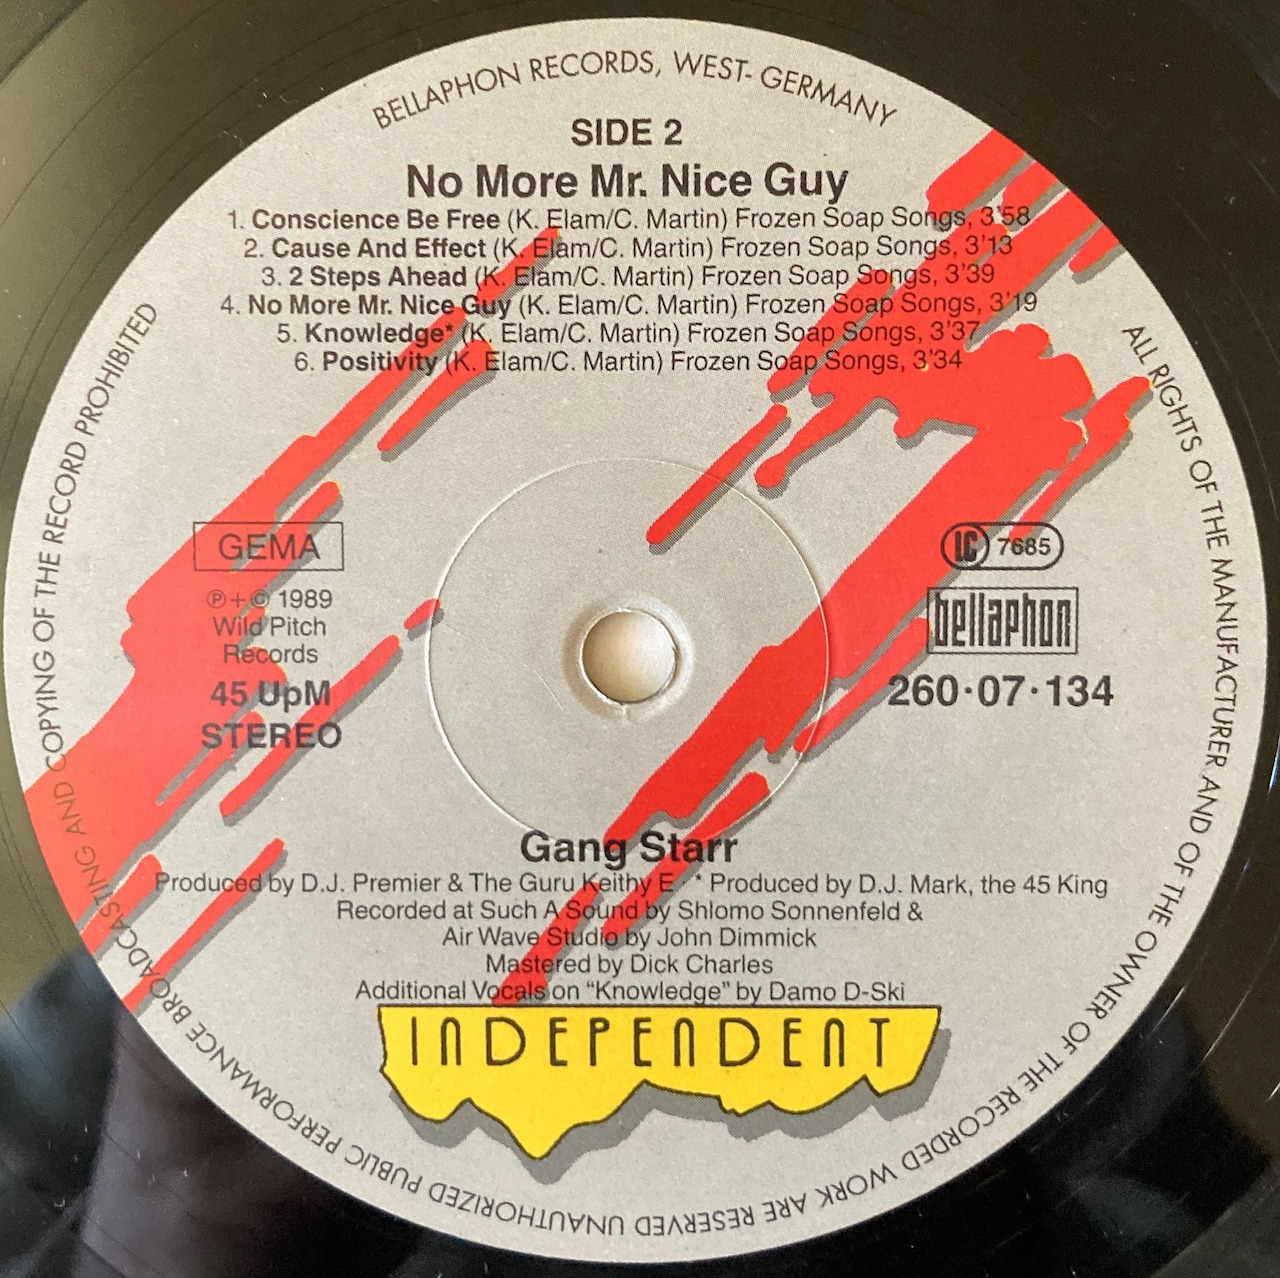 BELLAPHON RECORDS, WEST-GERMANY
SIDE 2
No More Mr. Nice Guy
1. Conscience Be Free (K. Elam/C. Martin) Frozen Soap Songs, 3'58
2. Cause And Effect (K. Elam/C. Martin) Frozen Soap Songs, 3'13
3. 2 Steps Ahead (K. Elam/C. Martin) Frozen Soap Songs, 3'39
4. No More Mr. Nice Guy (K. Elam/C. Martin) Frozen Soap Songs, 3'19
5. Knowledge* (K. Elam/C. Martin) Frozen Soap Songs, 3'37
6. Positivity (K. Elam/C. Martin) Frozen Soap Songs, 3'34
GEMA
℗+© 1989
Wild Pitch
Records
45 UpM
STEREO
LC 7685
bellaphon
260·07·134
Gang Starr
Produced by D.J. Premier & The Guru Keithy E · * Produced by D.J. Mark, the 45 King
Recorded at Such A Sound by Shlomo Sonnenfeld &
Air Wave Studio by John Dimmick
Mastered by Dick Charles
Additional Vocals on “Knowledge” by Damo D-Ski
INDEPENDENT
ALL RIGHTS OF THE MANUFACTURER AND OF THE OWNER OF THE RECORDED WORK ARE RESERVED UNAUTHORIZED PUBLIC PERFORMANCE BROADCASTING AND COPYING OF THE RECORD PROHIBITED